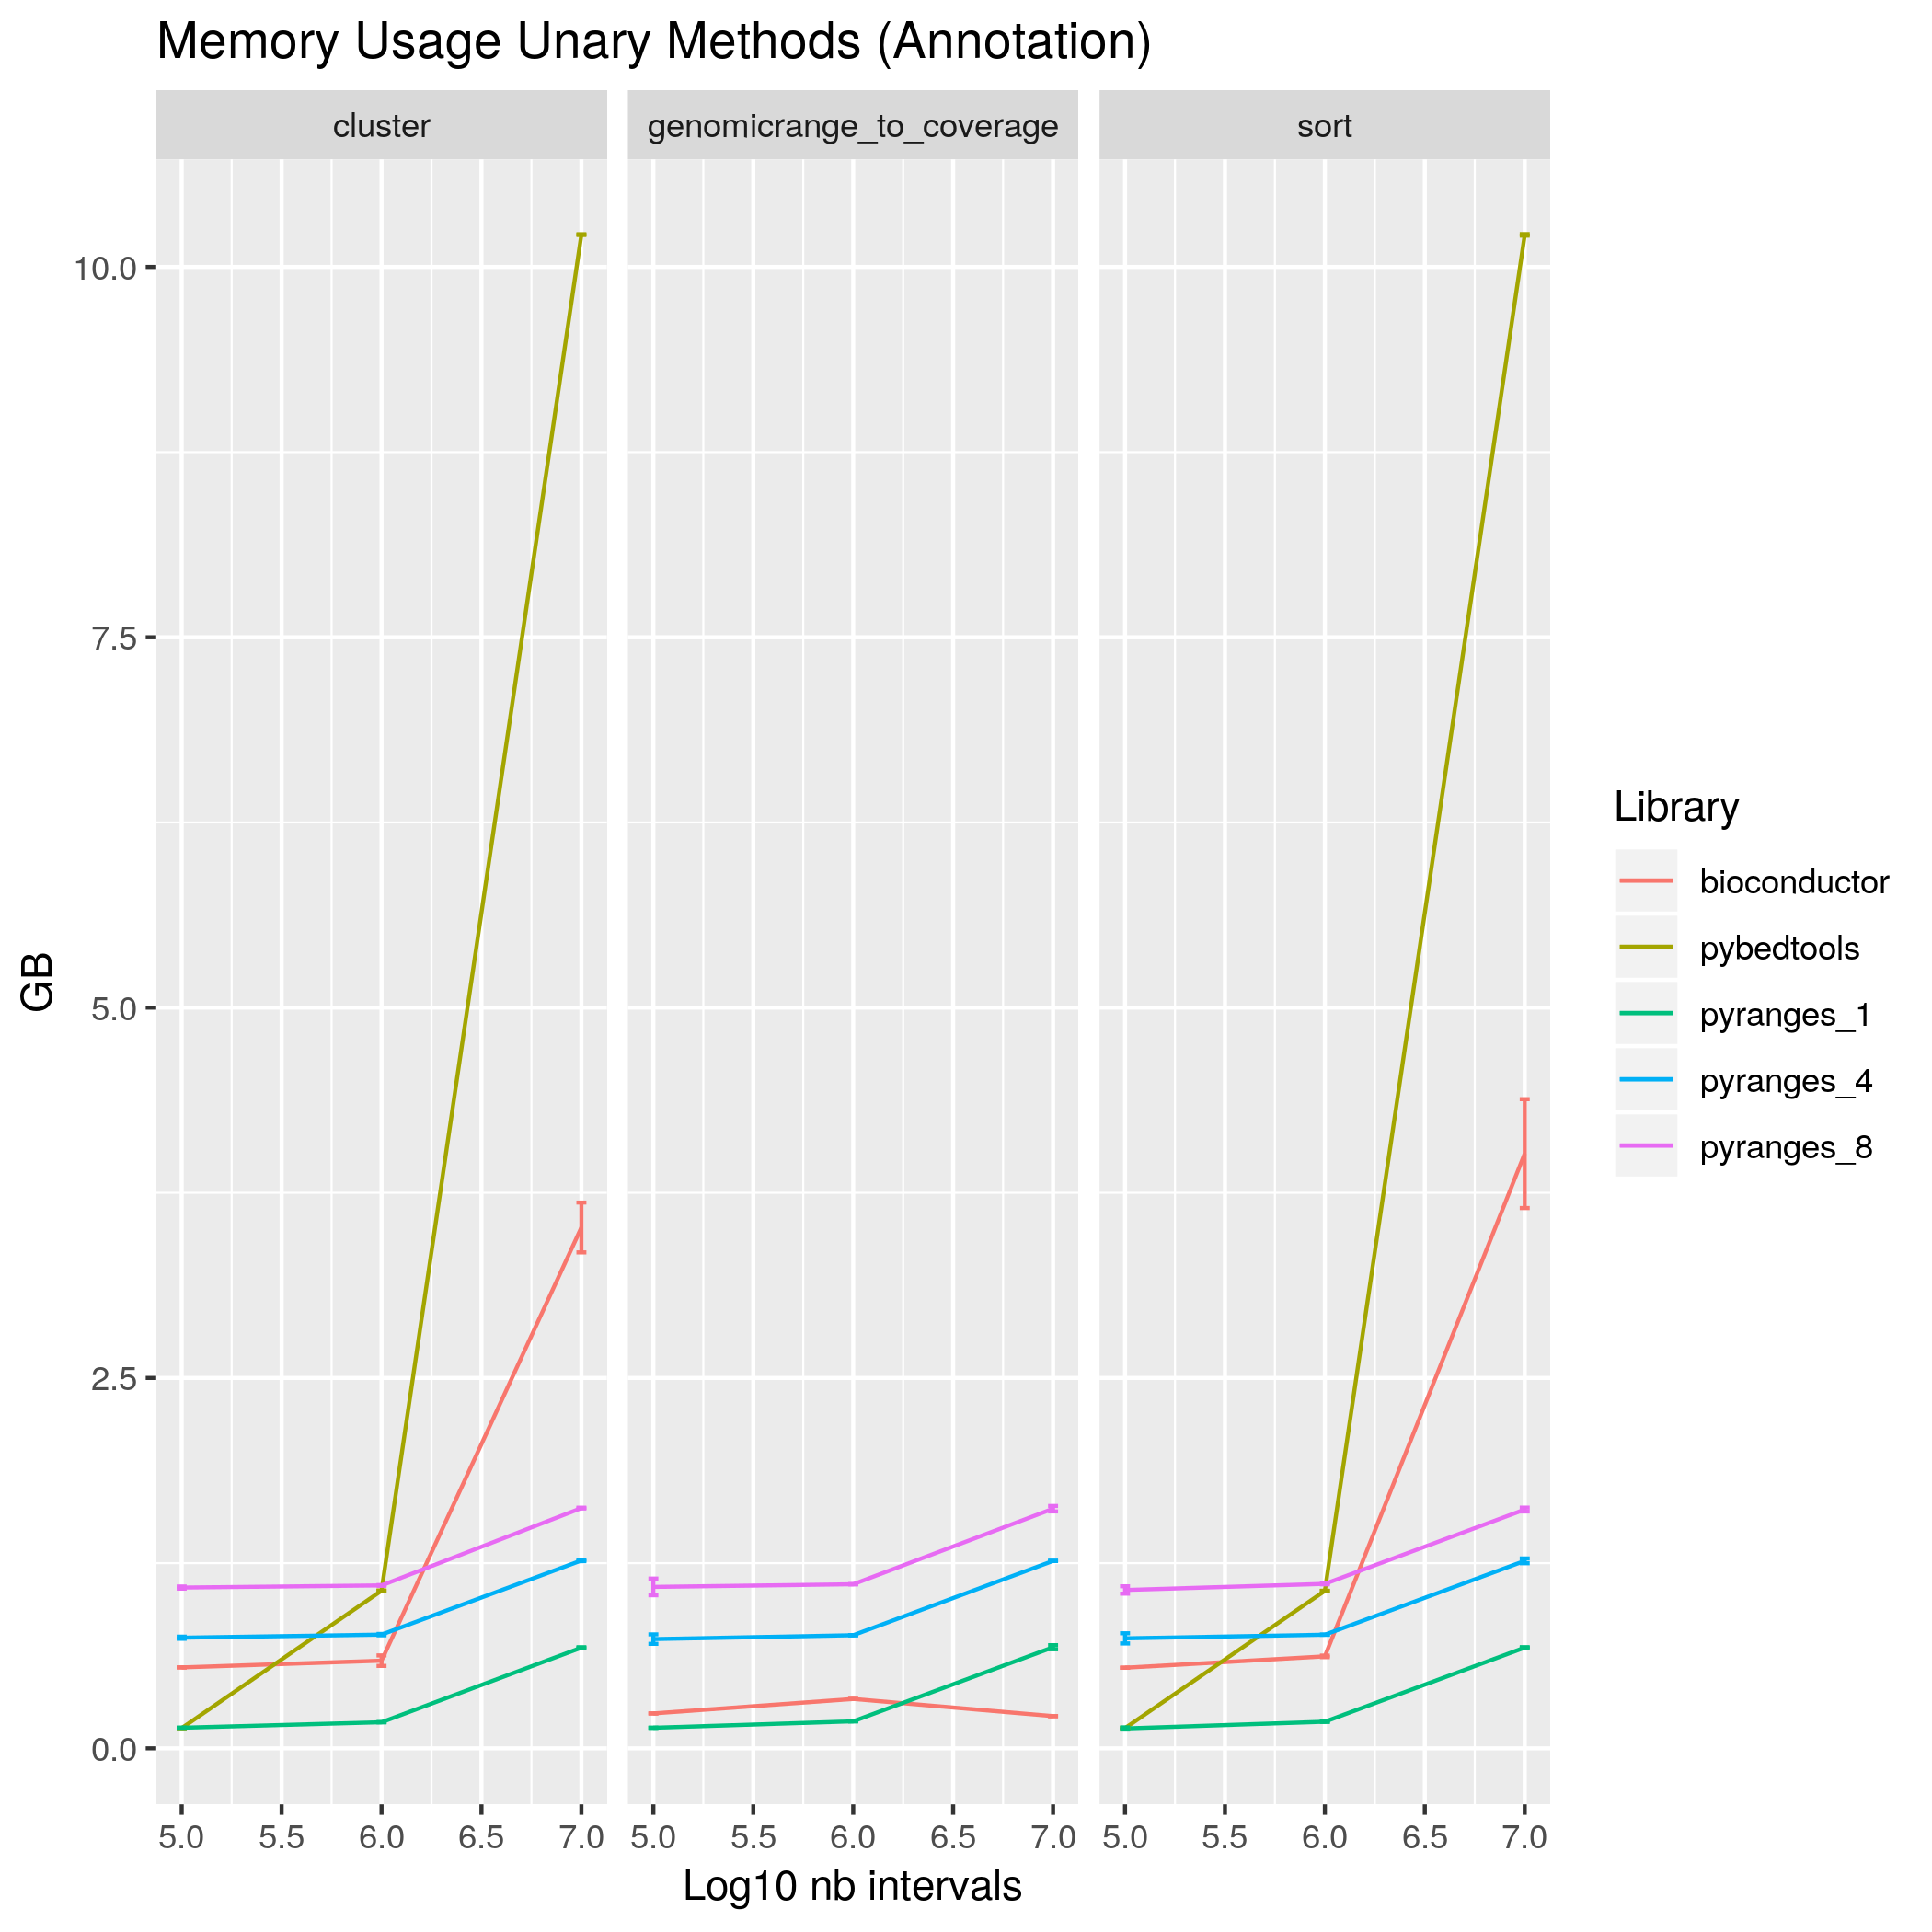 Memory Usage Unary Methods (Annotation)
cluster
genomicrange_to_coverage
sort
10.0
7.5
5.0
2.5
0.0
GB
5.0 5.5 6.0 6.5 7.0
5.0 5.5 6.0 6.5 7.0
5.0 5.5 6.0 6.5 7.0
Log10 nb intervals
Library
bioconductor
pybedtools
pyranges_1
pyranges_4
pyranges_8